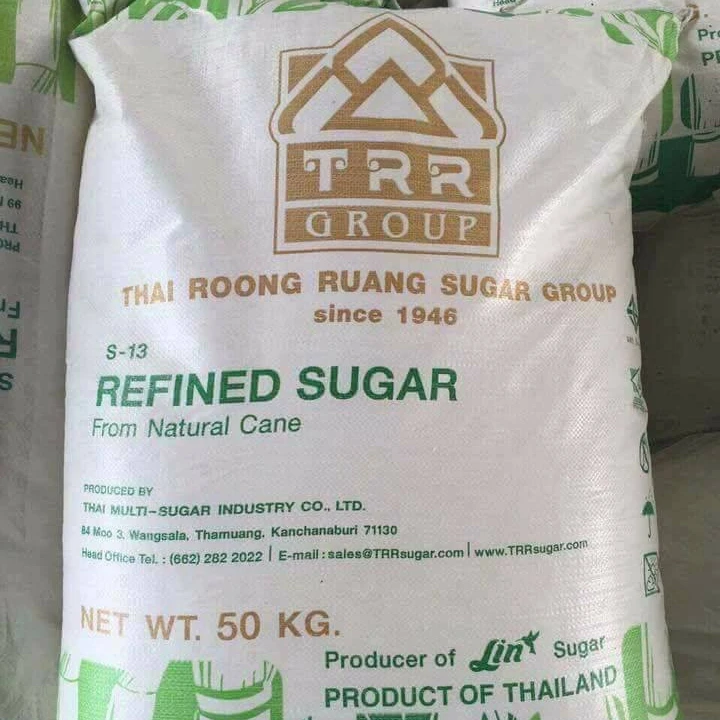 TRR
GROUP
THAI ROONG RUANG SUGAR GROUP
since 1946
S-13
REFINED SUGAR
From Natural Cane
PRODUCED BY
THAI MULTI-SUGAR INDUSTRY CO., LTD.
84 Moo 3, Wangsala, Thamuang, Kanchanaburi 71130
Head Office Tel. : (662) 282 2022 | E-mail : sales@TRRsugar.com | www.TRRsugar.com
NET WT. 50 KG.
Producer of Lin Sugar
PRODUCT OF THAILAND